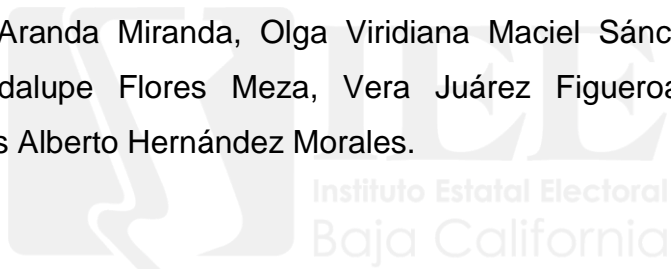 Aranda Miranda, Olga Viridiana Maciel Sánc
dalupe Flores Meza, Vera Juárez Figueroa
s Alberto Hernández Morales.
IEE
Instituto Estatal Electoral
Baja California